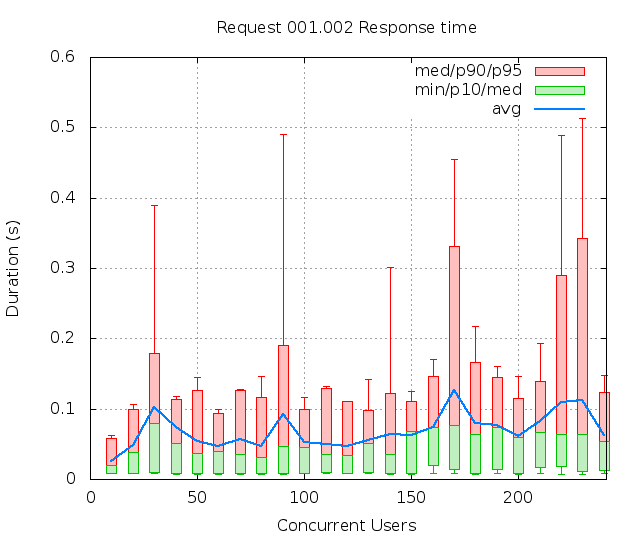 Request 001.002 Response time
0.6
med/p90/p95
min/p10/med
avg
0.5
0.4
0.3
0.2
0.1
0
Duration (s)
0 50 100 150 200
Concurrent Users